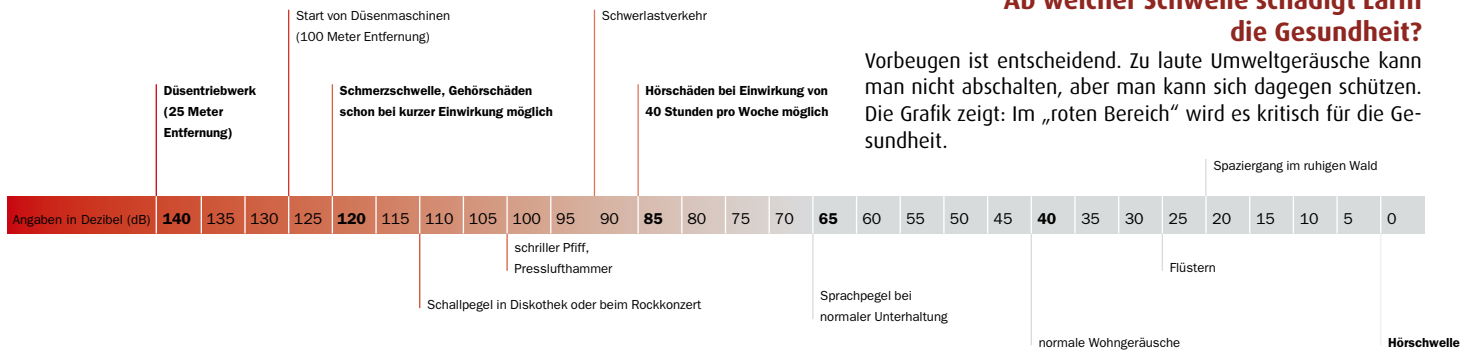 Ab welcher Schwelle schädigt Lärm
die Gesundheit?
Vorbeugen ist entscheidend. Zu laute Umweltgeräusche kann
man nicht abschalten, aber man kann sich dagegen schützen.
Die Grafik zeigt: Im „roten Bereich“ wird es kritisch für die Ge-
sundheit.
Start von Düsenmaschinen
(100 Meter Entfernung)
Schwerlastverkehr
Düsentriebwerk
(25 Meter
Entfernung)
Schmerzschwelle, Gehörschäden
schon bei kurzer Einwirkung möglich
Hörschäden bei Einwirkung von
40 Stunden pro Woche möglich
Spaziergang im ruhigen Wald
Angaben in Dezibel (dB) 140 135 130 125 120 115 110 105 100 95 90 85 80 75 70 65 60 55 50 45 40 35 30 25 20 15 10 5 0
schriller Pfiff,
Presslufthammer
Flüstern
Schallpegel in Diskothek oder beim Rockkonzert
Sprachpegel bei
normaler Unterhaltung
normale Wohngeräusche
Hörschwelle